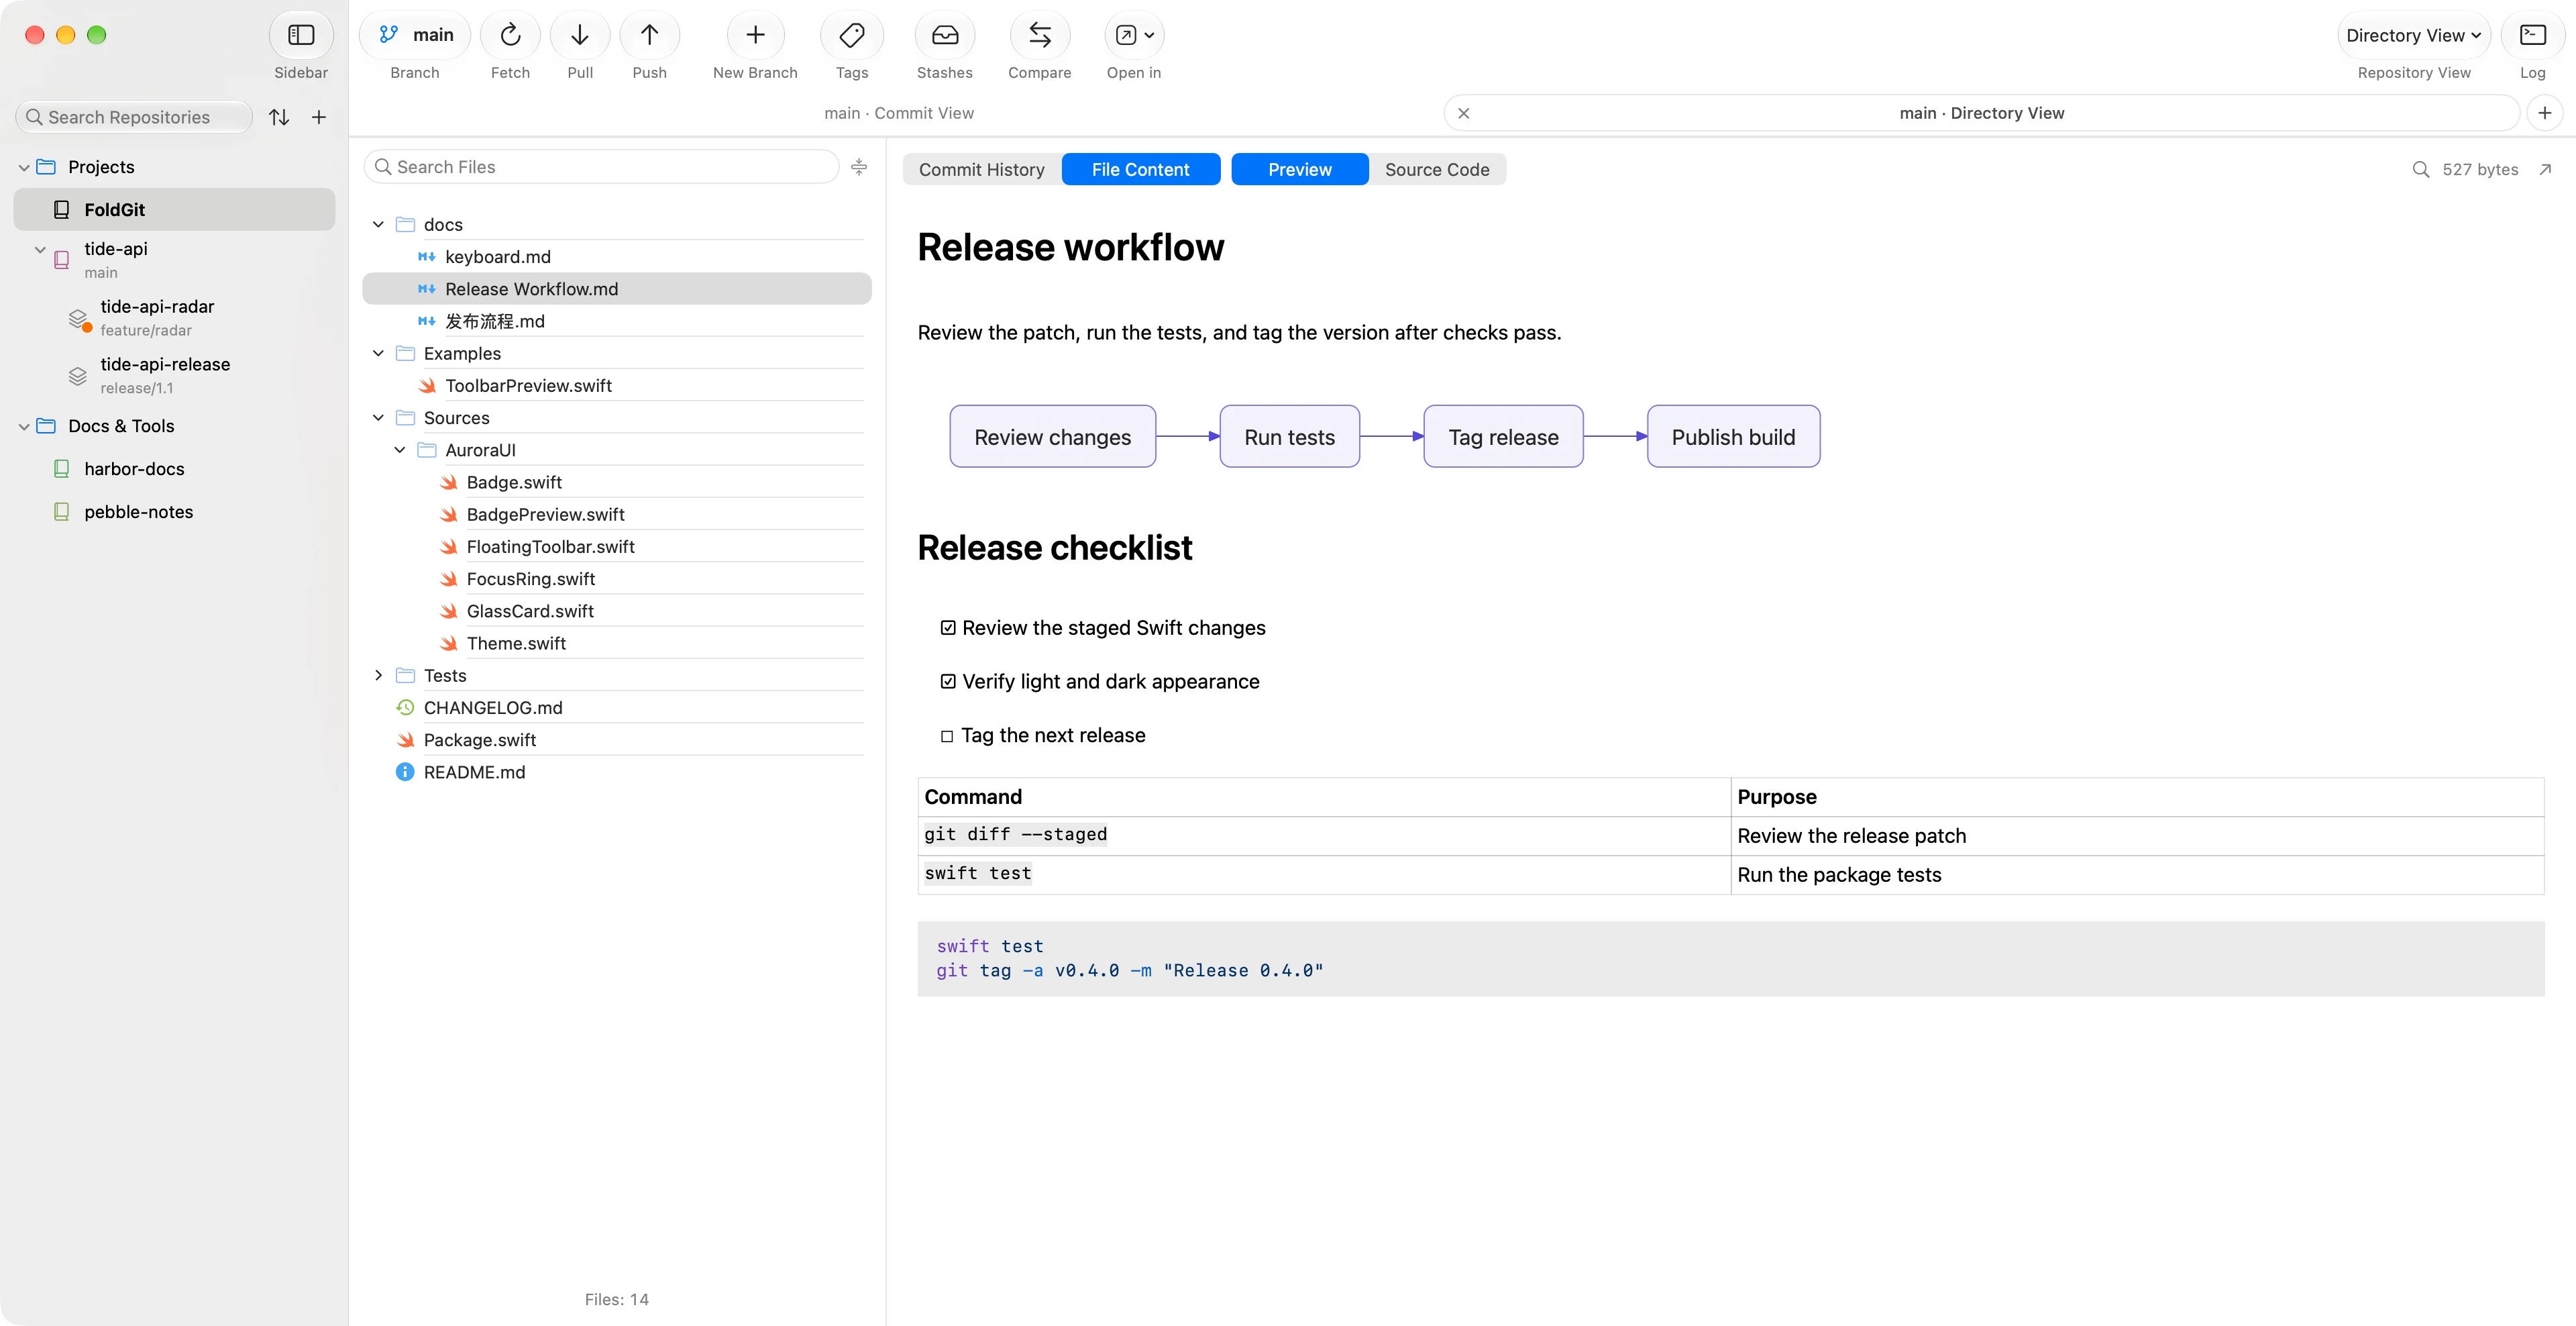 Sidebar
Search Repositories
Projects
FoldGit
tide-api
main
tide-api-radar
feature/radar
tide-api-release
release/1.1
Docs & Tools
harbor-docs
pebble-notes
main
Branch
Fetch
Pull
Push
New Branch
Tags
Stashes
Compare
Open in
Directory View
Repository View
Log
main · Commit View
main · Directory View
Search Files
docs
keyboard.md
Release Workflow.md
发布流程.md
Examples
ToolbarPreview.swift
Sources
AuroraUI
Badge.swift
BadgePreview.swift
FloatingToolbar.swift
FocusRing.swift
GlassCard.swift
Theme.swift
Tests
CHANGELOG.md
Package.swift
README.md
Files: 14
Commit History
File Content
Preview
Source Code
527 bytes
Release workflow
Review the patch, run the tests, and tag the version after checks pass.
Review changes
Run tests
Tag release
Publish build
Release checklist
Review the staged Swift changes
Verify light and dark appearance
Tag the next release
Command Purpose
git diff --staged Review the release patch
swift test Run the package tests
swift test
git tag -a v0.4.0 -m "Release 0.4.0"